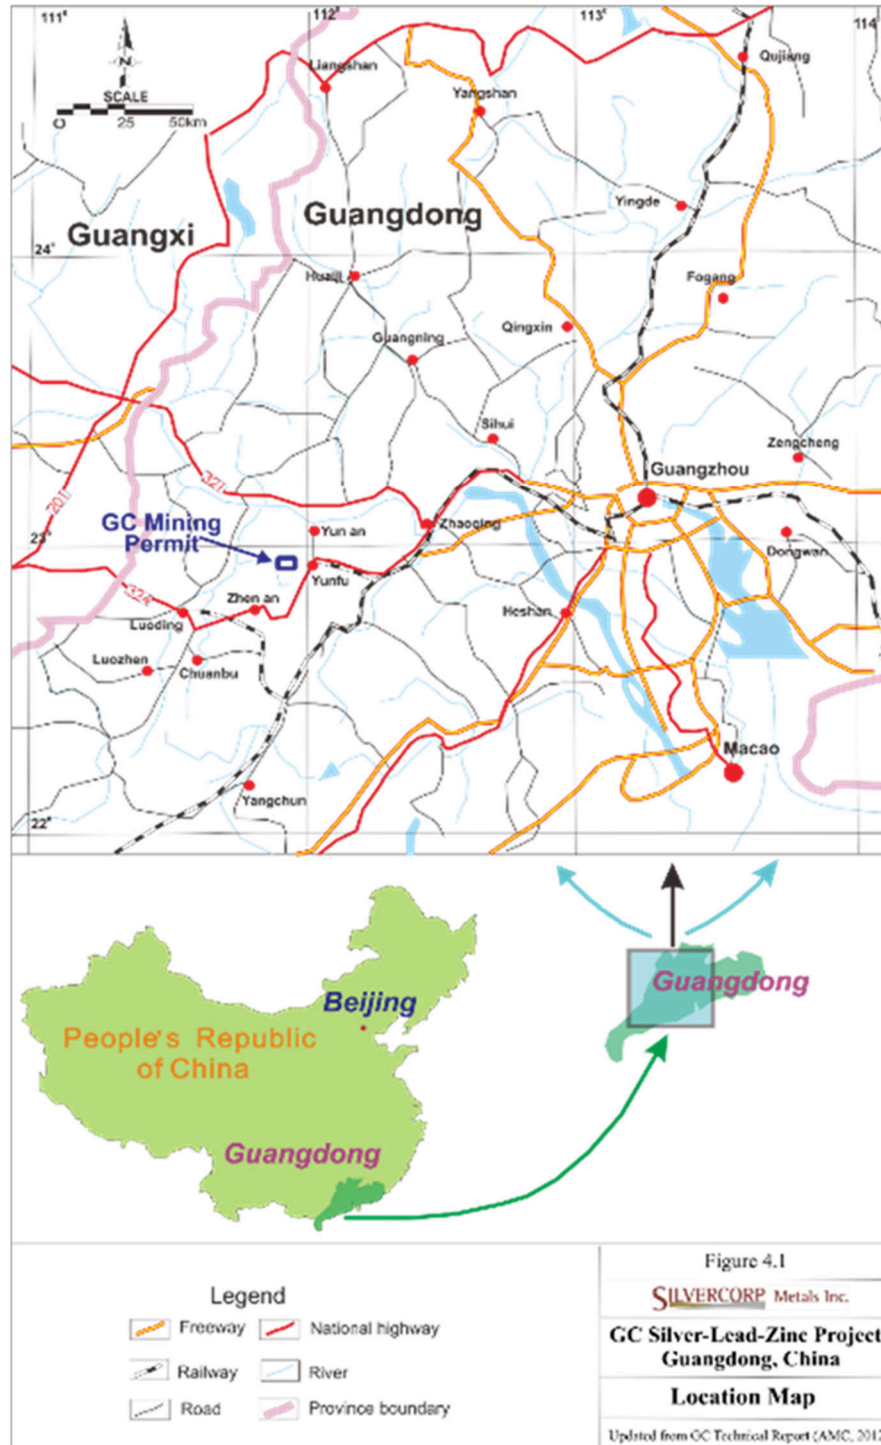 111°
112°
113°
114°
N
SCALE
0 25 50km
Liangshan
Yangshan
Qujiang
Yingde
Guangxi
Guangdong
24°
Huaiji
Fogang
Qingxin
Guangning
Sihui
Zengcheng
Guangzhou
201
321
GC Mining
Permit
Yun an
Zhaoqing
23°
Dongwan
Yunfu
324
Zhen an
Luoding
Heshan
Luozhen
Chuanbu
Macao
Yangchun
22°
Beijing
People's Republic
of China
Guangdong
Guangdong
Legend
Freeway
National highway
Railway
River
Road
Province boundary
Figure 4.1
SILVERCORP Metals Inc.
GC Silver-Lead-Zinc Project
Guangdong, China
Location Map
Updated from GC Technical Report (AMC, 2012